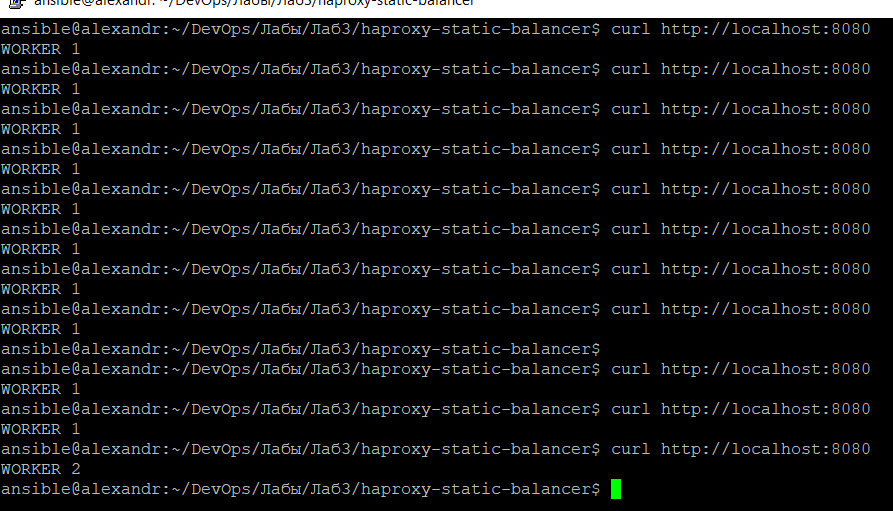 ansible@alexandr: ~/DevOps/Лабы/Лаб3/haproxy-static-balancer
ansible@alexandr:~/DevOps/Лабы/Лаб3/haproxy-static-balancer$ curl http://localhost:8080
WORKER 1
ansible@alexandr:~/DevOps/Лабы/Лаб3/haproxy-static-balancer$ curl http://localhost:8080
WORKER 1
ansible@alexandr:~/DevOps/Лабы/Лаб3/haproxy-static-balancer$ curl http://localhost:8080
WORKER 1
ansible@alexandr:~/DevOps/Лабы/Лаб3/haproxy-static-balancer$ curl http://localhost:8080
WORKER 1
ansible@alexandr:~/DevOps/Лабы/Лаб3/haproxy-static-balancer$ curl http://localhost:8080
WORKER 1
ansible@alexandr:~/DevOps/Лабы/Лаб3/haproxy-static-balancer$ curl http://localhost:8080
WORKER 1
ansible@alexandr:~/DevOps/Лабы/Лаб3/haproxy-static-balancer$ curl http://localhost:8080
WORKER 1
ansible@alexandr:~/DevOps/Лабы/Лаб3/haproxy-static-balancer$ curl http://localhost:8080
WORKER 1
ansible@alexandr:~/DevOps/Лабы/Лаб3/haproxy-static-balancer$
ansible@alexandr:~/DevOps/Лабы/Лаб3/haproxy-static-balancer$ curl http://localhost:8080
WORKER 1
ansible@alexandr:~/DevOps/Лабы/Лаб3/haproxy-static-balancer$ curl http://localhost:8080
WORKER 1
ansible@alexandr:~/DevOps/Лабы/Лаб3/haproxy-static-balancer$ curl http://localhost:8080
WORKER 2
ansible@alexandr:~/DevOps/Лабы/Лаб3/haproxy-static-balancer$